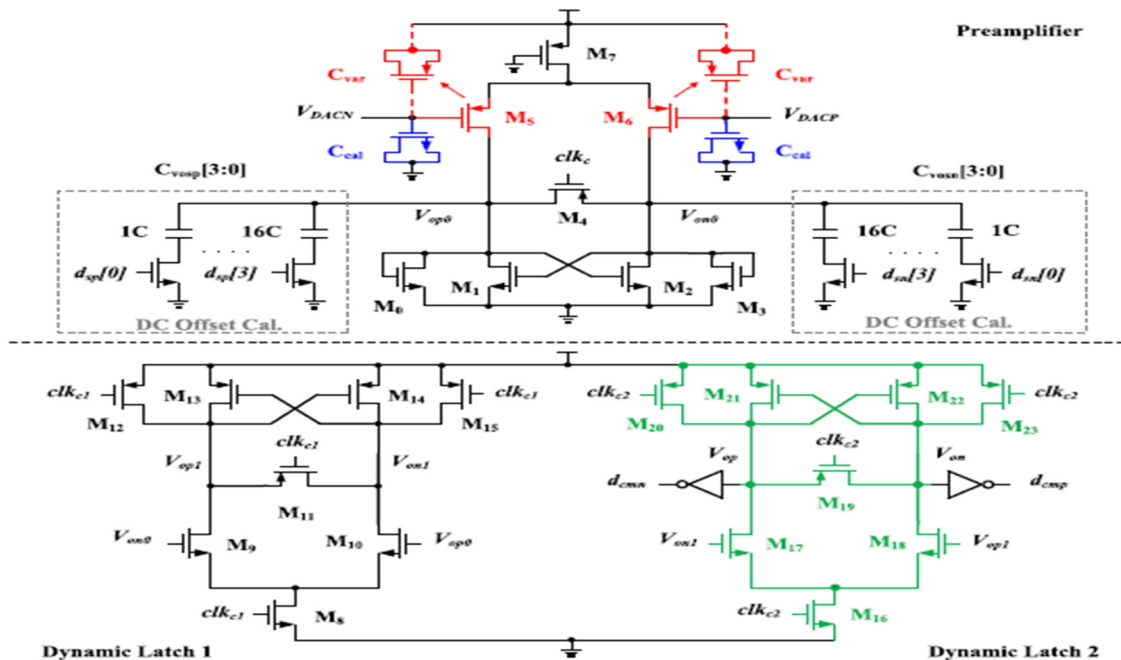 Preamplifier
M7
Cvar
Cvar
VDACN
M5
M6
VDACP
Ccal
clkc
Ccal
Cvosp[3:0]
Cvosn[3:0]
Vop0
M4
Von0
1C
16C
16C
1C
dsp[0]
dsp[3]
dsn[3]
dsn[0]
M0
M1
M2
M3
DC Offset Cal.
DC Offset Cal.
clkc1
M13
M14
clkc1
clkc2
M21
M22
clkc2
M12
M15
M20
M23
Vop1
clkc1
Von1
Vop
clkc2
Von
dcmn
dcmp
M11
M19
Von0
M9
M10
Vop0
Von1
M17
M18
Vop1
clkc1
M8
clkc2
M16
Dynamic Latch 1
Dynamic Latch 2